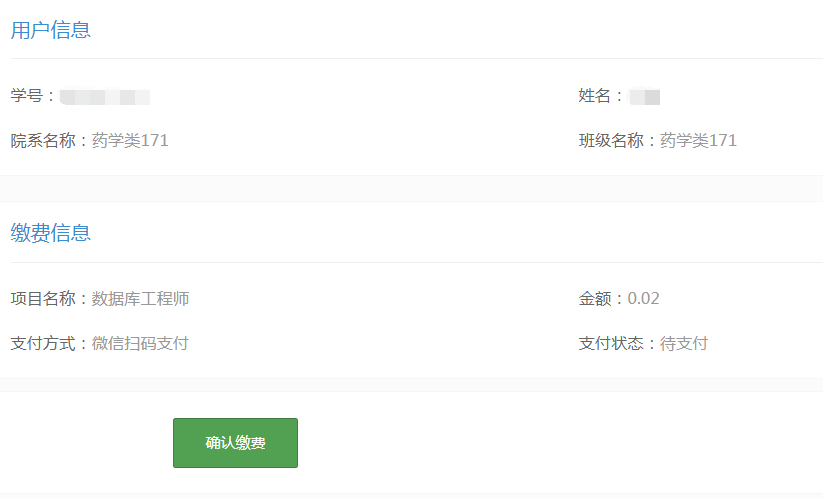 用户信息
学号：
姓名：
院系名称：药学类171
班级名称：药学类171
缴费信息
项目名称：数据库工程师
金额：0.02
支付方式：微信扫码支付
支付状态：待支付
确认缴费